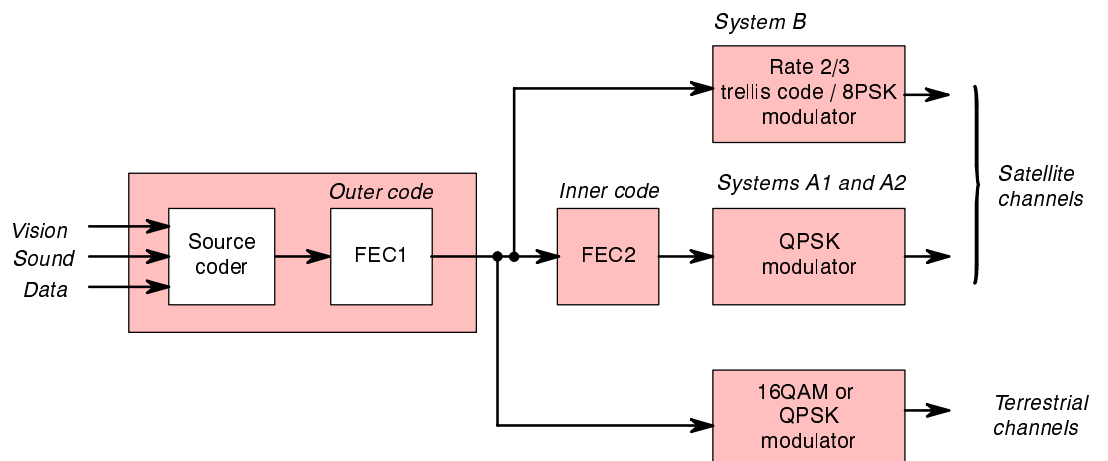 System B
Rate 2/3
trellis code / 8PSK
modulator
Outer code
Inner code
Systems A1 and A2
Satellite
channels
Vision
Sound
Data
Source
coder
FEC1
FEC2
QPSK
modulator
16QAM or
QPSK
modulator
Terrestrial
channels